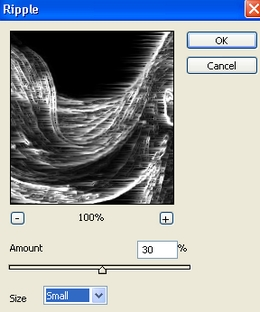 Ripple
OK
Cancel
- 100% +
Amount 30 %
Size Small